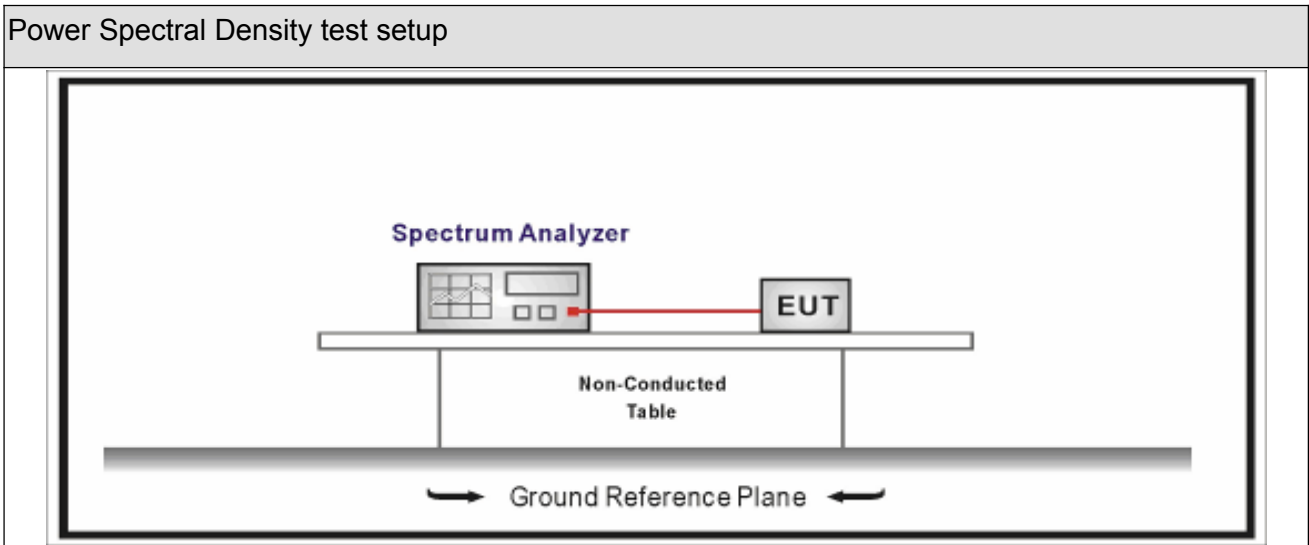 Power Spectral Density test setup
Spectrum Analyzer
EUT
Non-Conducted
Table
Ground Reference Plane